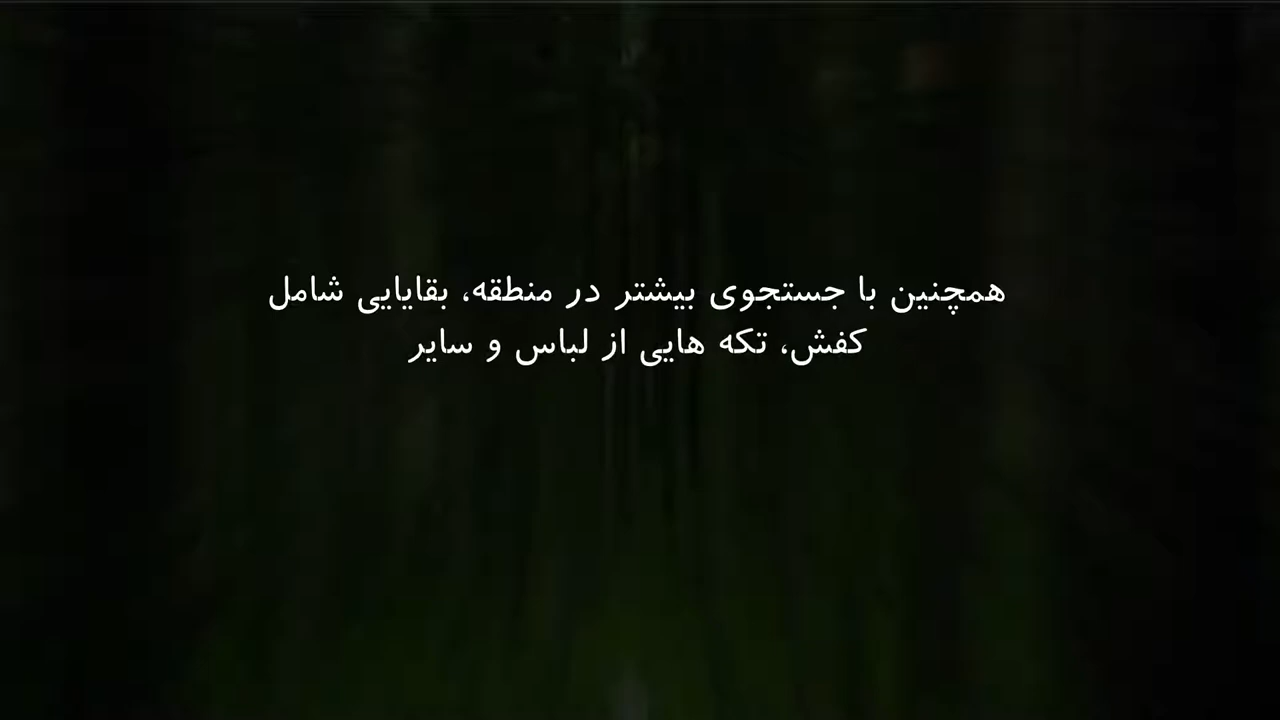 همچنین با جستجوی بیشتر در منطقه، بقایایی شامل
کفش، تکه هایی از لباس و سایر